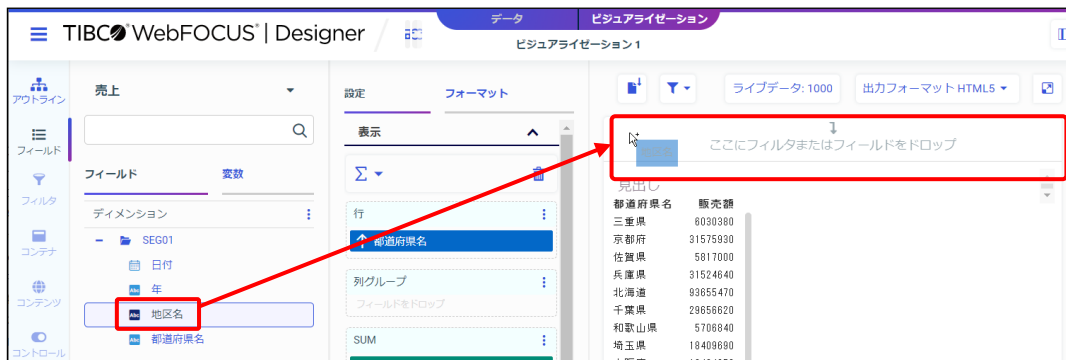 TIBCO WebFOCUS® | Designer
データ
ビジュアライゼーション
ビジュアライゼーション 1
アウトライン
フィールド
フィルタ
コンテナ
コンテンツ
コントロール
売上
フィールド
変数
ディメンション
SEG01
日付
Abc 年
Abc 地区名
Abc 都道府県名
設定
フォーマット
表示
Σ
行
都道府県名
列グループ
フィールドをドロップ
SUM
ライブデータ: 1000
出力フォーマット HTML5
ここにフィルタまたはフィールドをドロップ
見出し
都道府県名 販売額
三重県 6030380
京都府 31575930
佐賀県 5817000
兵庫県 31524640
北海道 93655470
千葉県 29656620
和歌山県 5706840
埼玉県 18409690